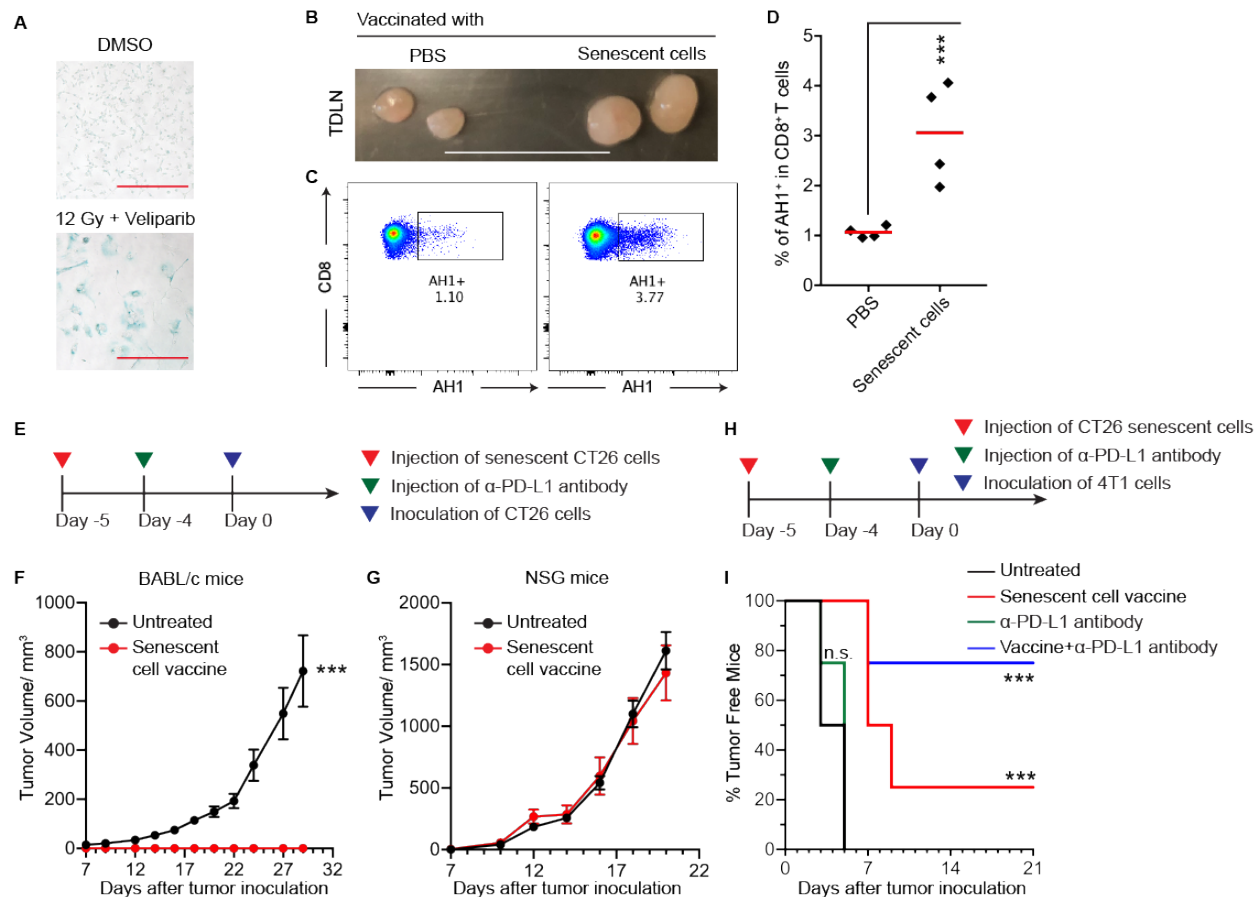 A
DMSO
12 Gy + Veliparib
B
Vaccinated with
PBS
Senescent cells
TDLN
C
CD8
AH1+
1.10
AH1+
3.77
AH1
AH1
D
% of AH1⁺ in CD8⁺ T cells
5
4
3
2
1
0
***
PBS
Senescent cells
E
Day -5
Day -4
Day 0
Injection of senescent CT26 cells
Injection of α-PD-L1 antibody
Inoculation of CT26 cells
H
Day -5
Day -4
Day 0
Injection of CT26 senescent cells
Injection of α-PD-L1 antibody
Inoculation of 4T1 cells
F
BABL/c mice
Tumor Volume/ mm³
1000
800
600
400
200
0
Untreated
Senescent
cell vaccine
***
7
12
17
22
27
32
Days after tumor inoculation
G
NSG mice
Tumor Volume/ mm³
2000
1500
1000
500
0
Untreated
Senescent
cell vaccine
7
12
17
22
Days after tumor inoculation
I
Untreated
Senescent cell vaccine
α-PD-L1 antibody
Vaccine+α-PD-L1 antibody
% Tumor Free Mice
100
80
60
40
20
0
n.s.
***
***
0
7
14
21
Days after tumor inoculation